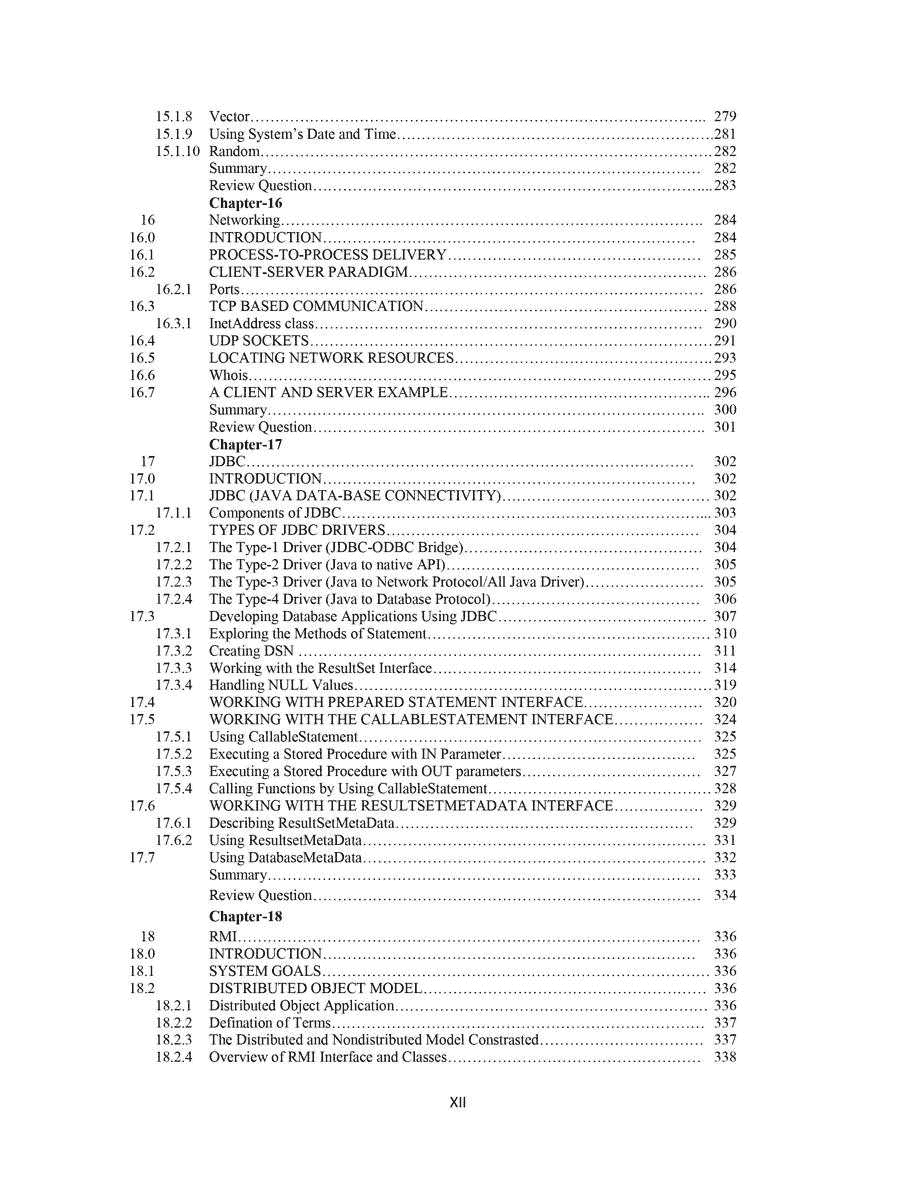 15.1.8 Vector……………………………………………………………………………….. 279
15.1.9 Using System’s Date and Time……………………………………………………….281
15.1.10 Random………………………………………………………………………………282
Summary…………………………………………………………………………… 282
Review Question……………………………………………………………………...283
Chapter-16
16 Networking…………………………………………………………………………. 284
16.0 INTRODUCTION………………………………………………………………… 284
16.1 PROCESS-TO-PROCESS DELIVERY…………………………………………… 285
16.2 CLIENT-SERVER PARADIGM…………………………………………………… 286
16.2.1 Ports………………………………………………………………………………… 286
16.3 TCP BASED COMMUNICATION………………………………………………… 288
16.3.1 InetAddress class…………………………………………………………………… 290
16.4 UDP SOCKETS………………………………………………………………………291
16.5 LOCATING NETWORK RESOURCES…………………………………………….293
16.6 Whois………………………………………………………………………………… 295
16.7 A CLIENT AND SERVER EXAMPLE…………………………………………….. 296
Summary……………………………………………………………………………. 300
Review Question……………………………………………………………………. 301
Chapter-17
17 JDBC……………………………………………………………………………… 302
17.0 INTRODUCTION………………………………………………………………… 302
17.1 JDBC (JAVA DATA-BASE CONNECTIVITY)…………………………………… 302
17.1.1 Components of JDBC………………………………………………………………... 303
17.2 TYPES OF JDBC DRIVERS……………………………………………………… 304
17.2.1 The Type-1 Driver (JDBC-ODBC Bridge)………………………………………… 304
17.2.2 The Type-2 Driver (Java to native API)…………………………………………… 305
17.2.3 The Type-3 Driver (Java to Network Protocol/All Java Driver)…………………… 305
17.2.4 The Type-4 Driver (Java to Database Protocol)…………………………………… 306
17.3 Developing Database Applications Using JDBC…………………………………… 307
17.3.1 Exploring the Methods of Statement………………………………………………… 310
17.3.2 Creating DSN ……………………………………………………………………… 311
17.3.3 Working with the ResultSet Interface……………………………………………… 314
17.3.4 Handling NULL Values………………………………………………………………319
17.4 WORKING WITH PREPARED STATEMENT INTERFACE…………………… 320
17.5 WORKING WITH THE CALLABLESTATEMENT INTERFACE……………… 324
17.5.1 Using CallableStatement…………………………………………………………… 325
17.5.2 Executing a Stored Procedure with IN Parameter………………………………… 325
17.5.3 Executing a Stored Procedure with OUT parameters……………………………… 327
17.5.4 Calling Functions by Using CallableStatement……………………………………… 328
17.6 WORKING WITH THE RESULTSETMETADATA INTERFACE……………… 329
17.6.1 Describing ResultSetMetaData…………………………………………………… 329
17.6.2 Using ResultsetMetaData…………………………………………………………… 331
17.7 Using DatabaseMetaData…………………………………………………………… 332
Summary…………………………………………………………………………… 333
Review Question…………………………………………………………………… 334
Chapter-18
18 RMI………………………………………………………………………………… 336
18.0 INTRODUCTION………………………………………………………………… 336
18.1 SYSTEM GOALS…………………………………………………………………… 336
18.2 DISTRIBUTED OBJECT MODEL………………………………………………… 336
18.2.1 Distributed Object Application……………………………………………………… 336
18.2.2 Defination of Terms………………………………………………………………… 337
18.2.3 The Distributed and Nondistributed Model Constrasted…………………………… 337
18.2.4 Overview of RMI Interface and Classes…………………………………………… 338
XII